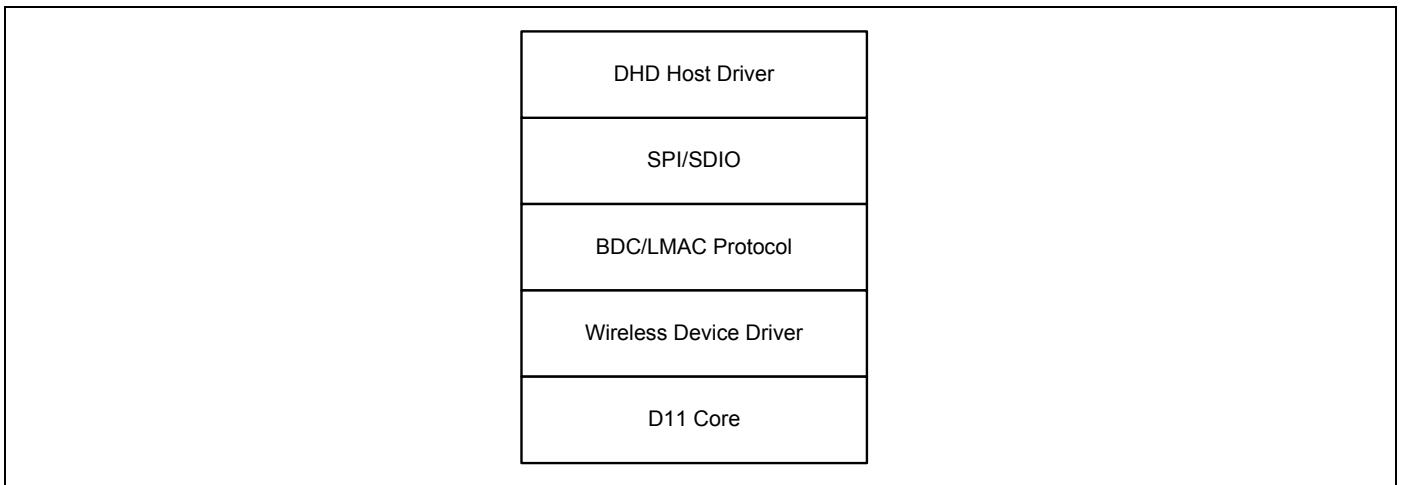 DHD Host Driver
SPI/SDIO
BDC/LMAC Protocol
Wireless Device Driver
D11 Core